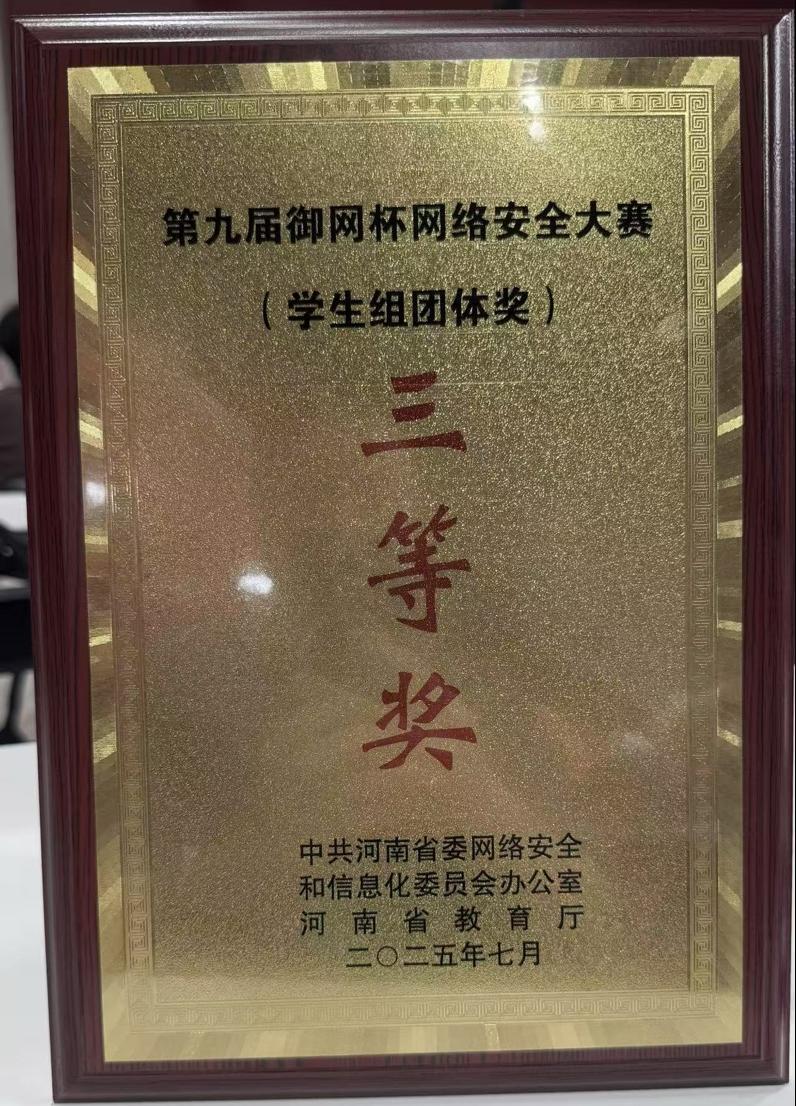 第九届御网杯网络安全大赛
（学生组团体奖）
三
等
奖
中共河南省委网络安全
和信息化委员会办公室
河南省教育厅
二〇二五年七月